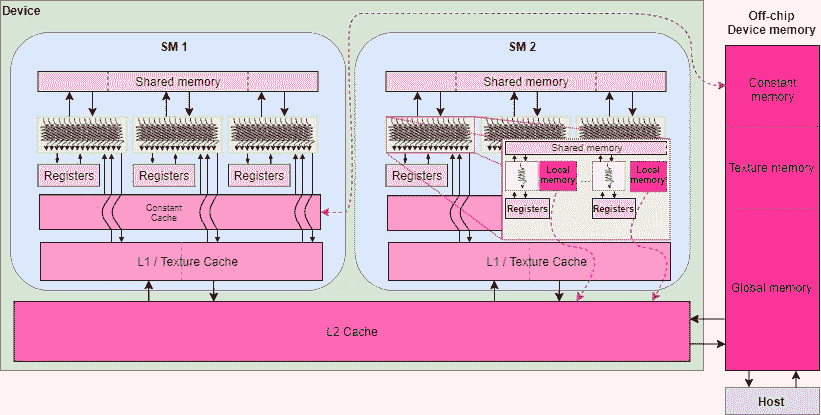 Device
Off-chip
Device memory
SM 1
SM 2
Shared memory
Shared memory
Constant
memory
Shared memory
Registers
Registers
Registers
Registers
Local
memory
...
Local
memory
Texture memory
Registers
Registers
Constant
Cache
L1 / Texture Cache
L1 / Texture Cache
Global memory
L2 Cache
Host